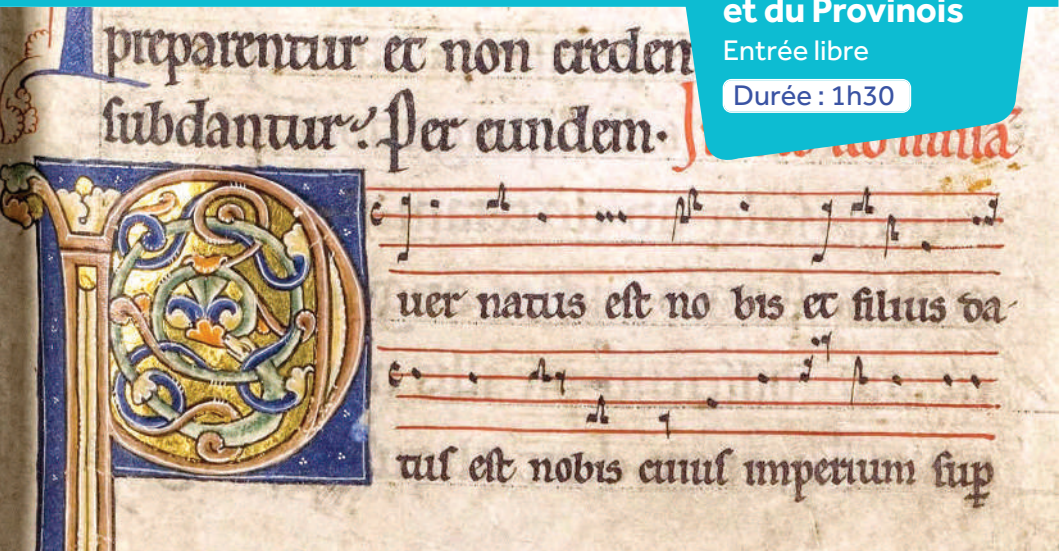 et du Provinois
Entrée libre
Durée : 1h30
preparentur et non creden
subdantur. Per eundem.
Puer natus est no bis et filius da-
tus est nobis cuius imperium sup